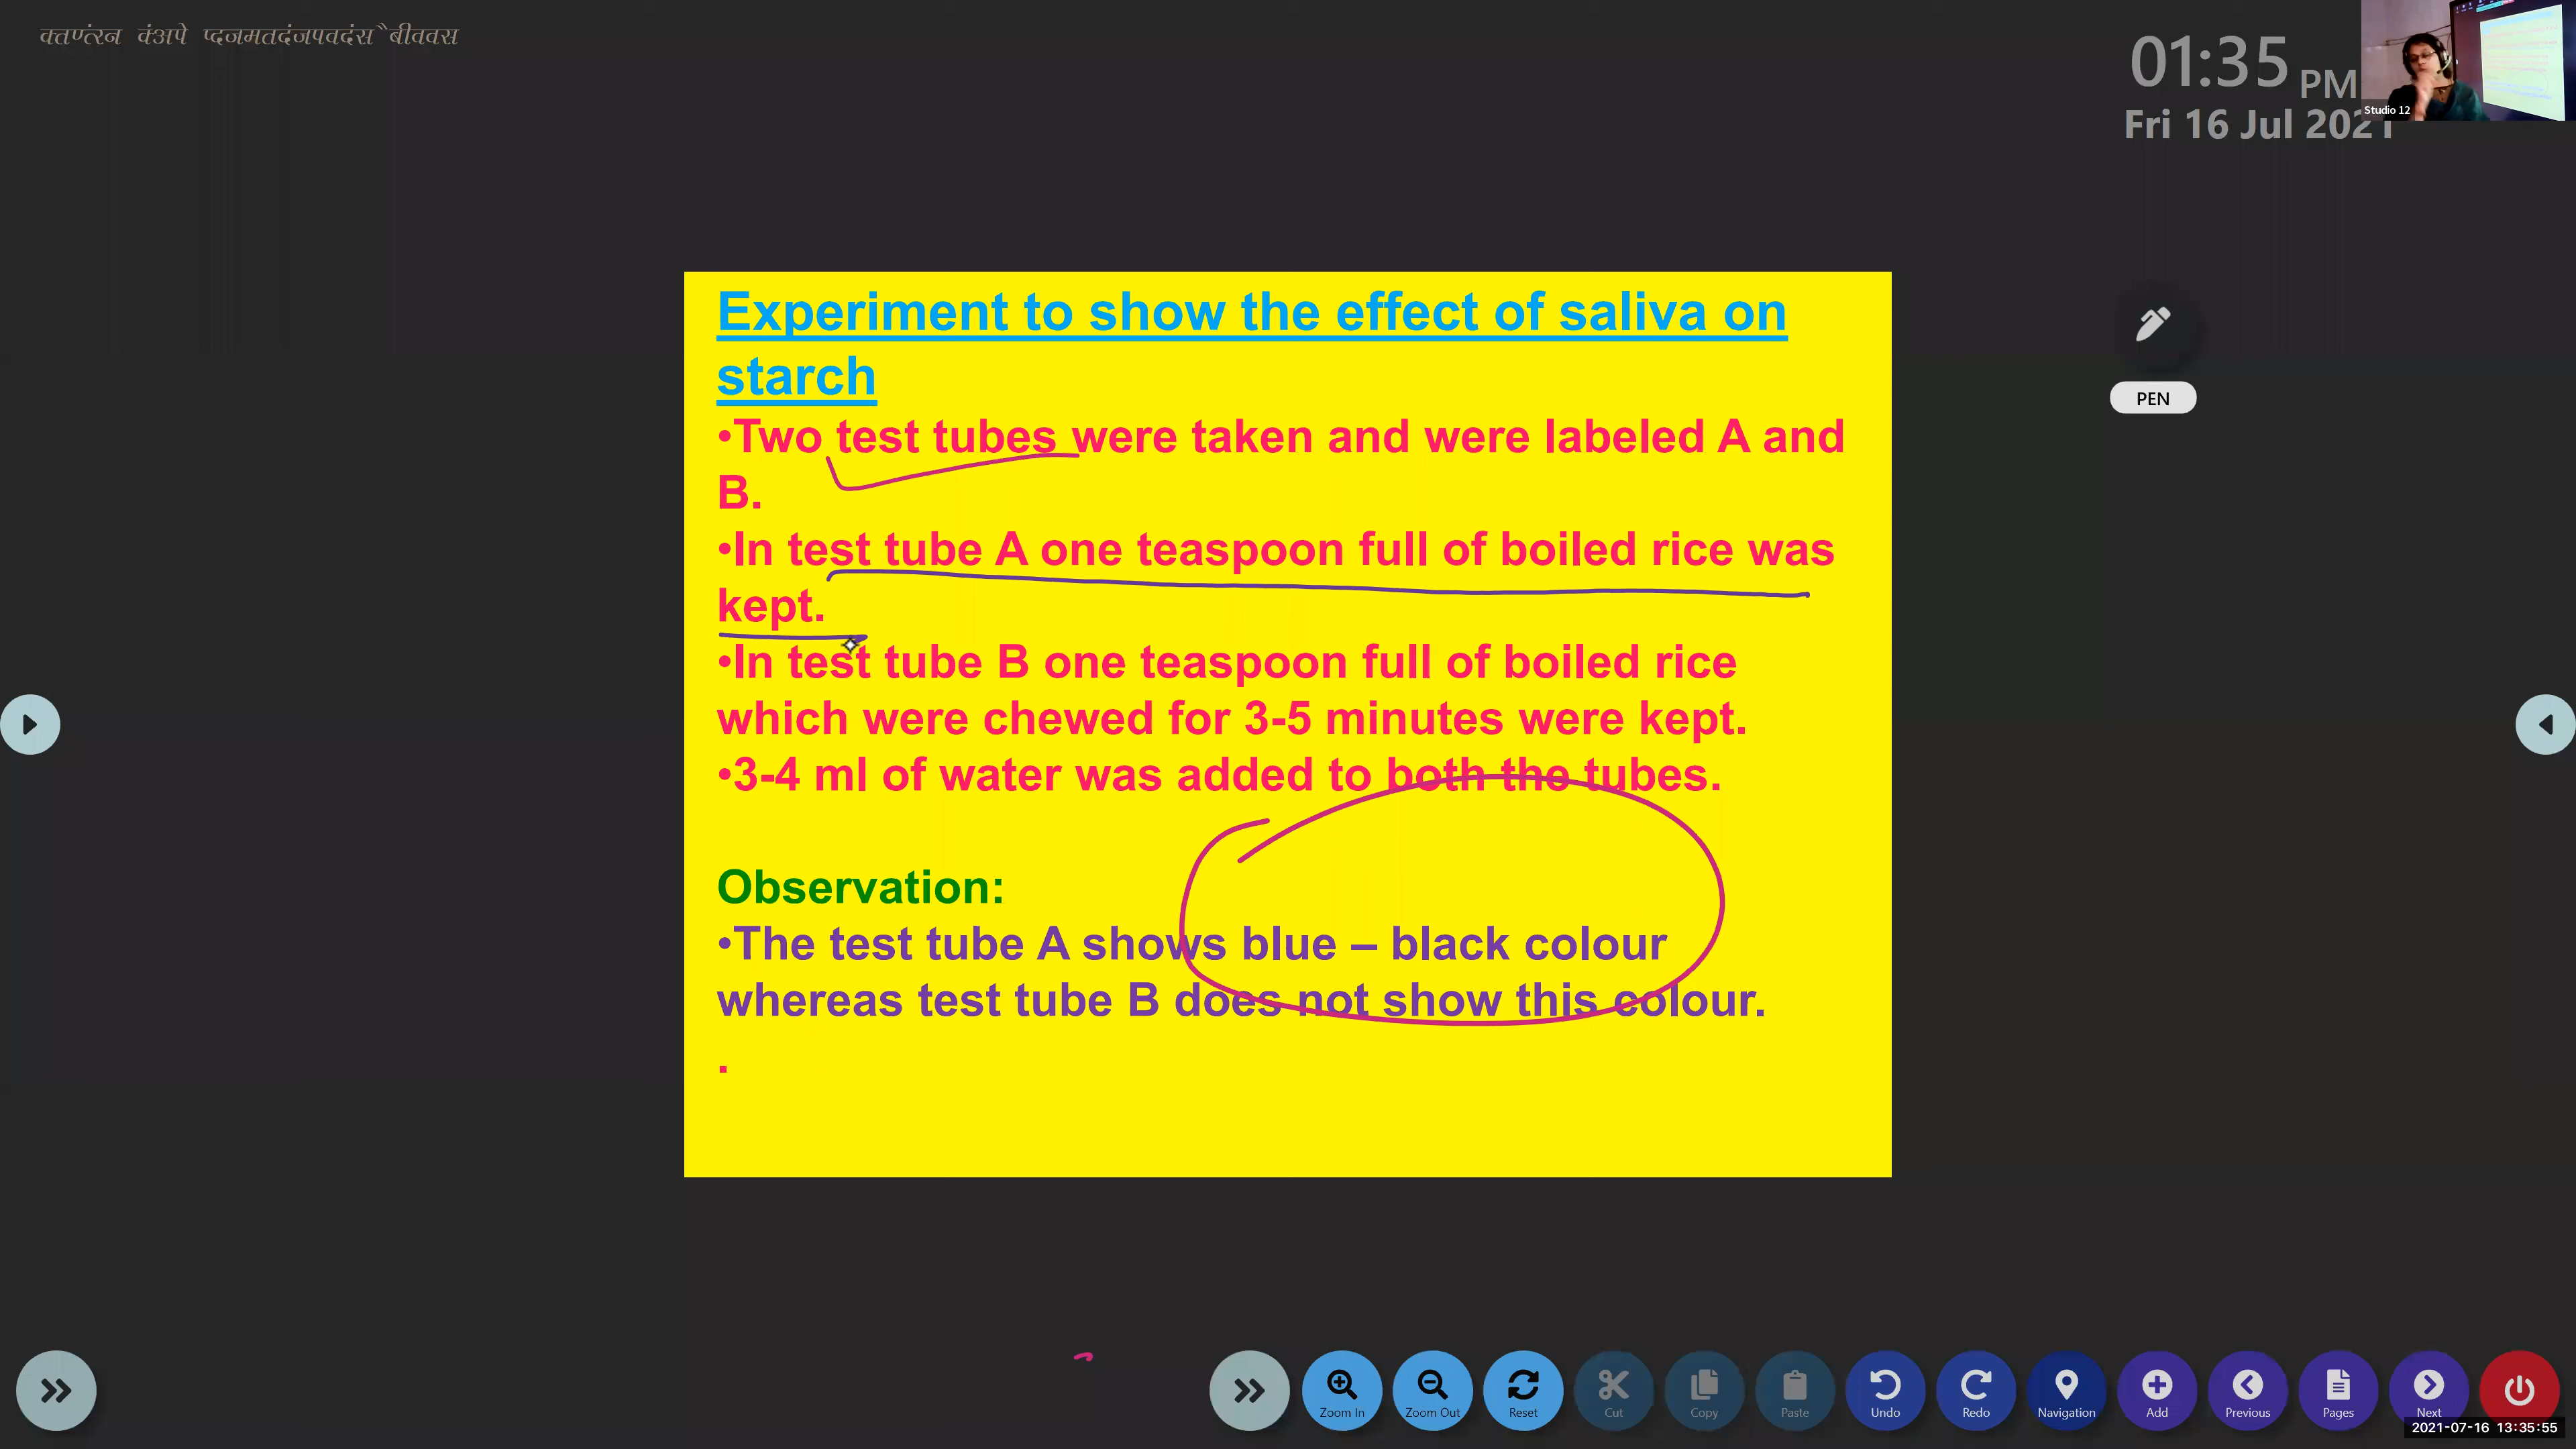 क्तण्त्ंरन क्ंअपे प्दजमतदंजपवदंस ैबीववस
01:35 PM
Fri 16 Jul 2021
Studio 12
Experiment to show the effect of saliva on
starch
•Two test tubes were taken and were labeled A and
B.
•In test tube A one teaspoon full of boiled rice was
kept.
•In test tube B one teaspoon full of boiled rice
which were chewed for 3-5 minutes were kept.
•3-4 ml of water was added to both the tubes.
Observation:
•The test tube A shows blue – black colour
whereas test tube B does not show this colour.
.
PEN
Zoom In
Zoom Out
Reset
Cut
Copy
Paste
Undo
Redo
Navigation
Add
Previous
Pages
Next
2021-07-16 13:35:55